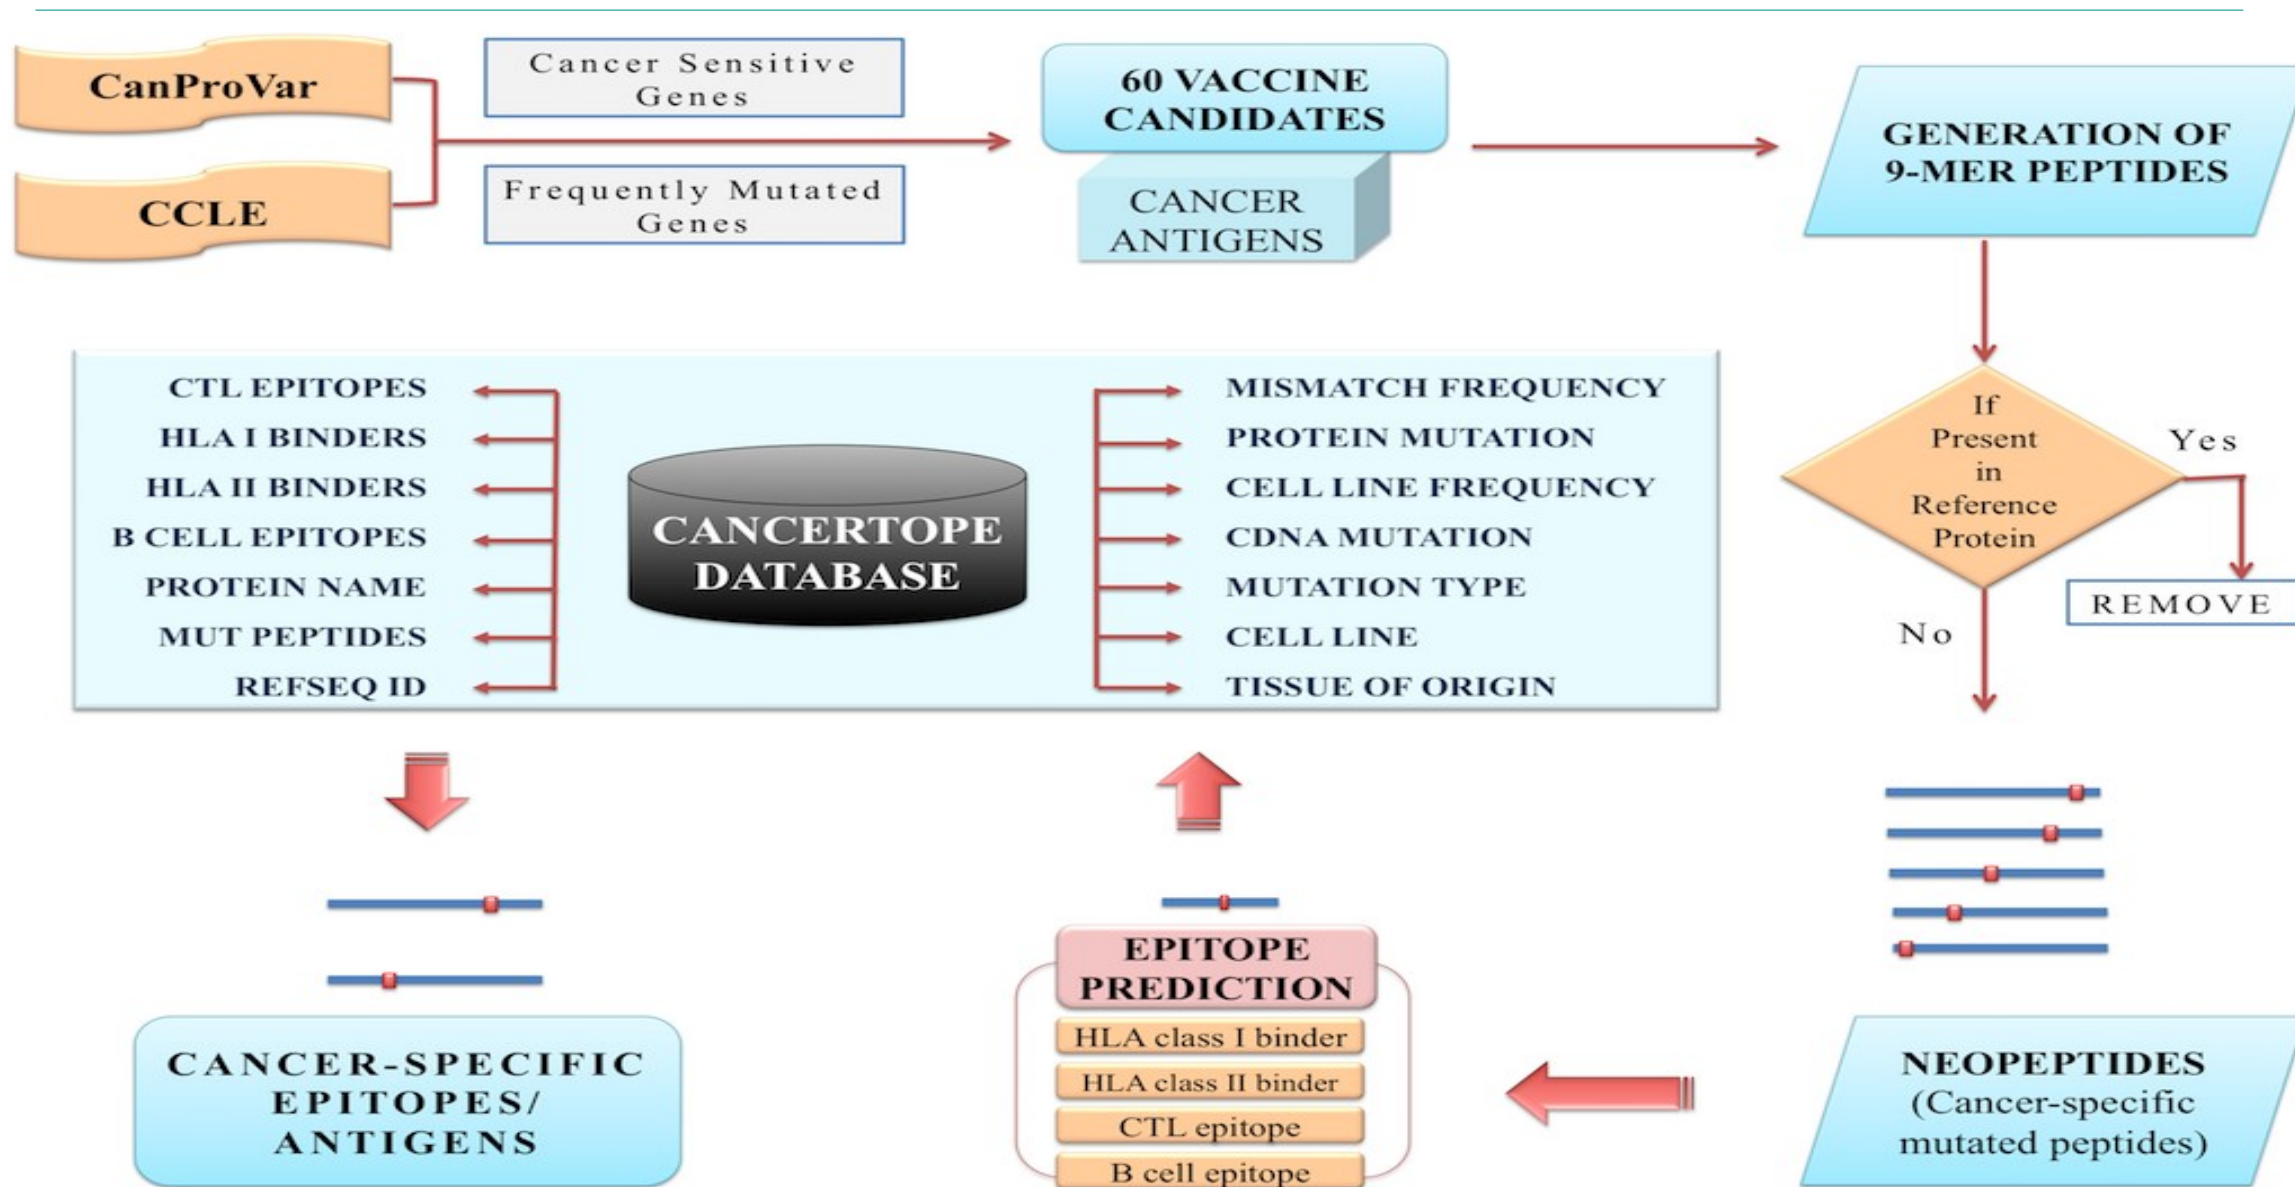 CanProVar
CCLE
Cancer Sensitive
Genes
Frequently Mutated
Genes
60 VACCINE
CANDIDATES
CANCER
ANTIGENS
GENERATION OF
9-MER PEPTIDES
If
Present
in
Reference
Protein
Yes
REMOVE
No
CTL EPITOPES
HLA I BINDERS
HLA II BINDERS
B CELL EPITOPES
PROTEIN NAME
MUT PEPTIDES
REFSEQ ID
CANCERTOPE
DATABASE
MISMATCH FREQUENCY
PROTEIN MUTATION
CELL LINE FREQUENCY
CDNA MUTATION
MUTATION TYPE
CELL LINE
TISSUE OF ORIGIN
NEOPEPTIDES
(Cancer-specific
mutated peptides)
EPITOPE
PREDICTION
HLA class I binder
HLA class II binder
CTL epitope
B cell epitope
CANCER-SPECIFIC
EPITOPES/
ANTIGENS